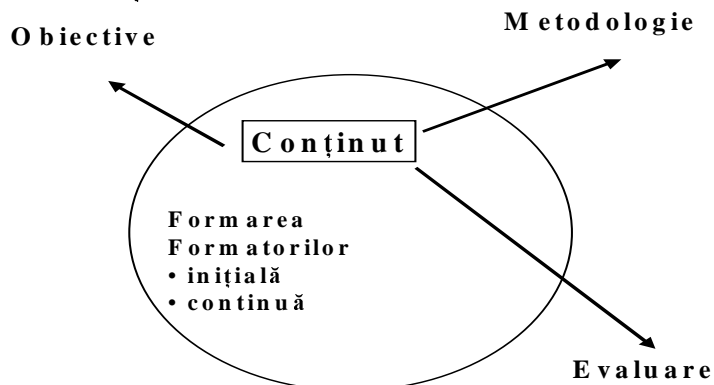 Obiective
Metodologie
Conținut
Formarea
Formatorilor
• inițială
• continuă
Evaluare